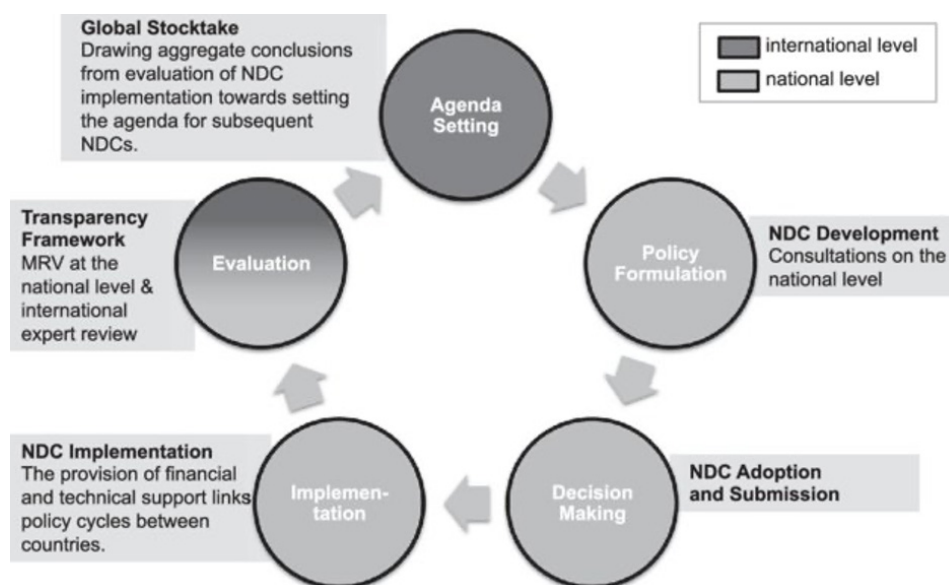 Global Stocktake
Drawing aggregate conclusions
from evaluation of NDC
implementation towards setting
the agenda for subsequent
NDCs.
Agenda
Setting
international level
national level
Transparency
Framework
MRV at the
national level &
international
expert review
Evaluation
Policy
Formulation
NDC Development
Consultations on the
national level
NDC Implementation
The provision of financial
and technical support links
policy cycles between
countries.
Implemen-
tation
Decision
Making
NDC Adoption
and Submission